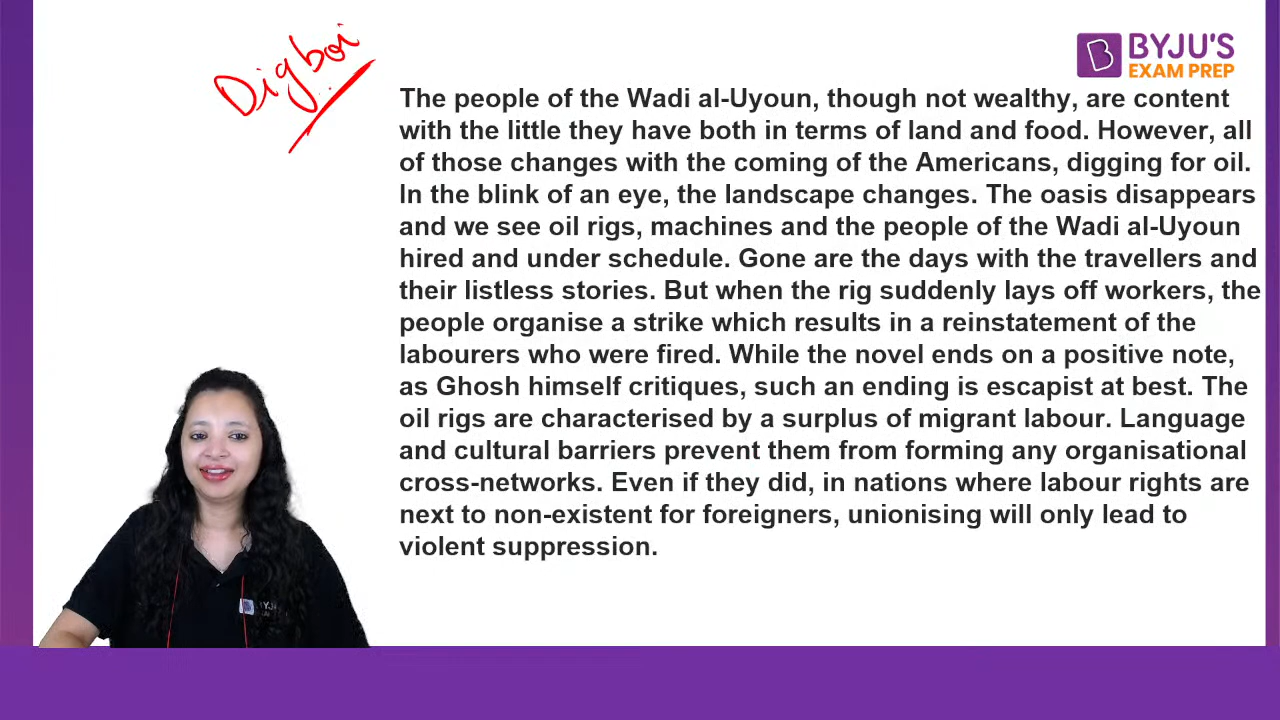 Digboi
BYJU'S
EXAM PREP
The people of the Wadi al-Uyoun, though not wealthy, are content
with the little they have both in terms of land and food. However, all
of those changes with the coming of the Americans, digging for oil.
In the blink of an eye, the landscape changes. The oasis disappears
and we see oil rigs, machines and the people of the Wadi al-Uyoun
hired and under schedule. Gone are the days with the travellers and
their listless stories. But when the rig suddenly lays off workers, the
people organise a strike which results in a reinstatement of the
labourers who were fired. While the novel ends on a positive note,
as Ghosh himself critiques, such an ending is escapist at best. The
oil rigs are characterised by a surplus of migrant labour. Language
and cultural barriers prevent them from forming any organisational
cross-networks. Even if they did, in nations where labour rights are
next to non-existent for foreigners, unionising will only lead to
violent suppression.